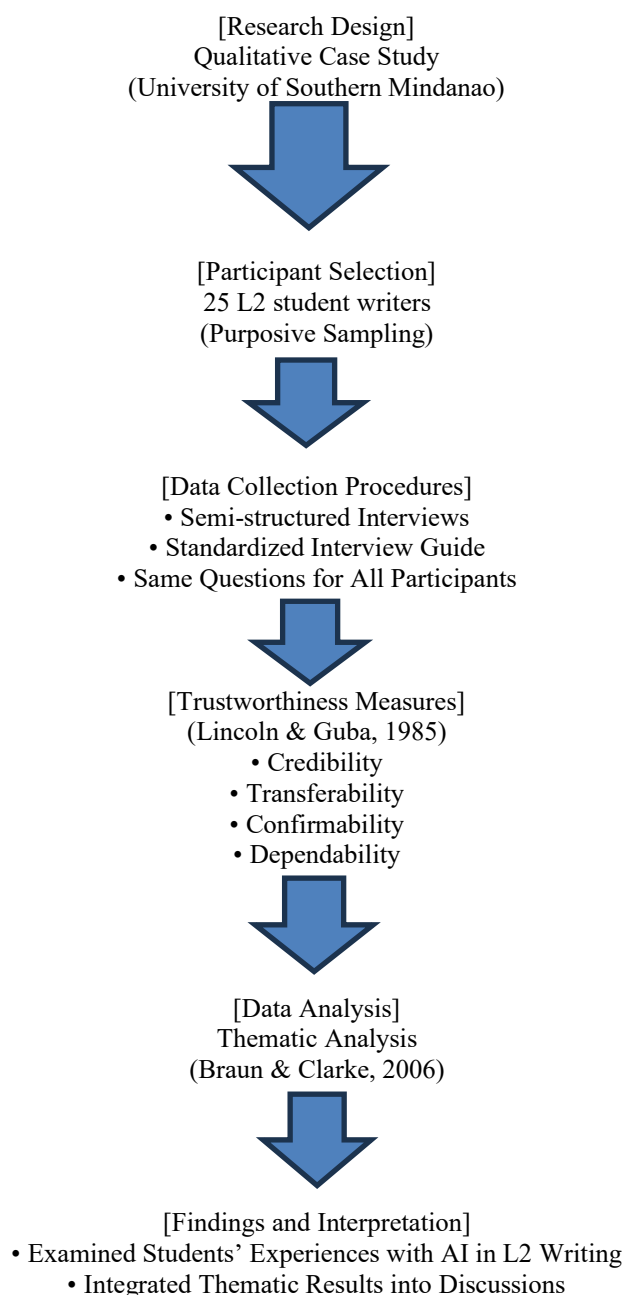 [Research Design]
Qualitative Case Study
(University of Southern Mindanao)
[Participant Selection]
25 L2 student writers
(Purposive Sampling)
[Data Collection Procedures]
• Semi-structured Interviews
• Standardized Interview Guide
• Same Questions for All Participants
[Trustworthiness Measures]
(Lincoln & Guba, 1985)
• Credibility
• Transferability
• Confirmability
• Dependability
[Data Analysis]
Thematic Analysis
(Braun & Clarke, 2006)
[Findings and Interpretation]
• Examined Students’ Experiences with AI in L2 Writing
• Integrated Thematic Results into Discussions